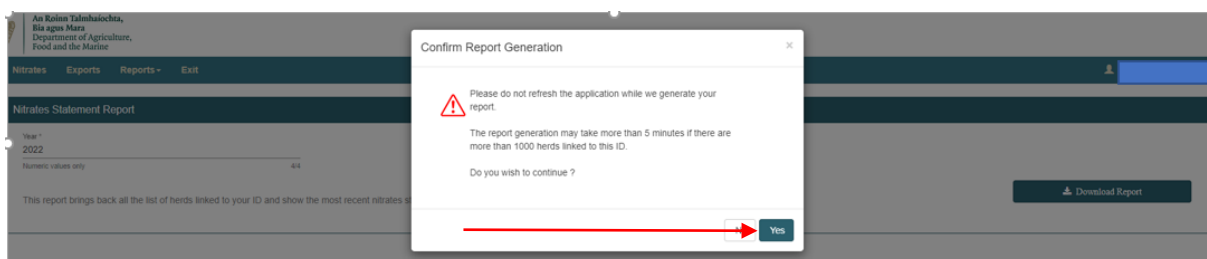 An Roinn Talmhaíochta,
Bia agus Mara
Department of Agriculture,
Food and the Marine
Nitrates Exports Reports Exit
Nitrates Statement Report
Year *
2022
Numeric values only 4/4
This report brings back all the list of herds linked to your ID and show the most recent nitrates
Download Report
Confirm Report Generation ×
Please do not refresh the application while we generate your
report.
The report generation may take more than 5 minutes if there are
more than 1000 herds linked to this ID.
Do you wish to continue ?
Yes